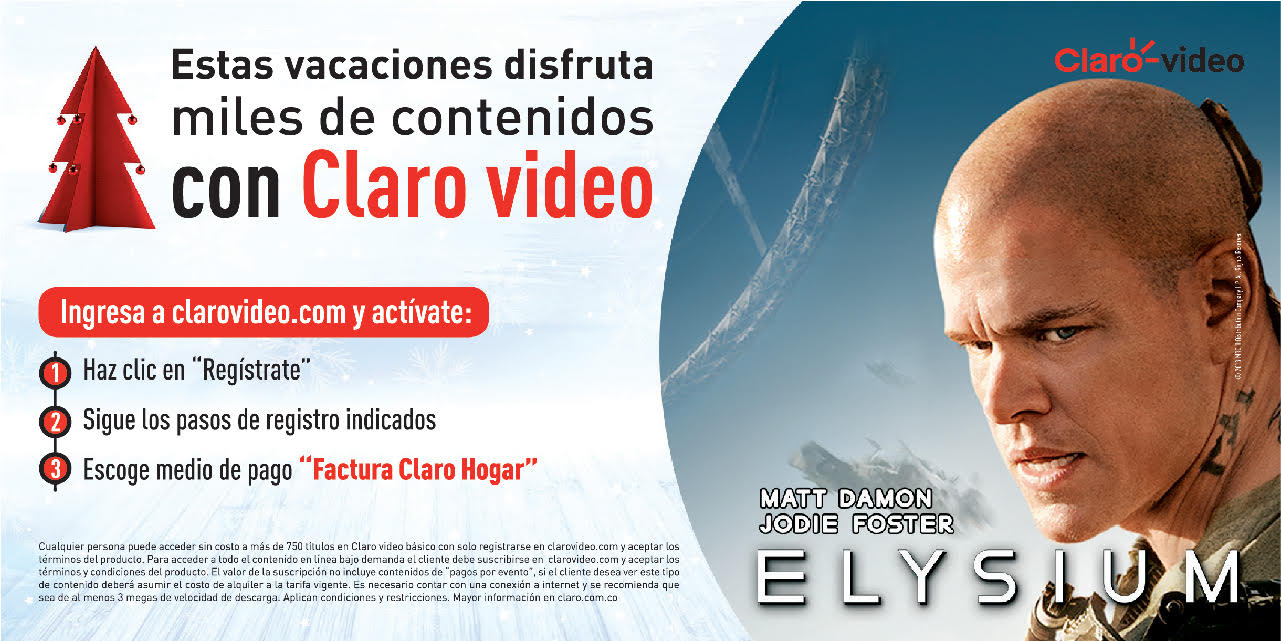 Estas vacaciones disfruta
miles de contenidos
con Claro video
Ingresa a clarovideo.com y actívate:
1 Haz clic en “Regístrate”
2 Sigue los pasos de registro indicados
3 Escoge medio de pago “Factura Claro Hogar”
Cualquier persona puede acceder sin costo a más de 750 títulos en Claro video básico con solo registrarse en clarovideo.com y aceptar los
términos del producto. Para acceder a todo el contenido en línea bajo demanda el cliente debe suscribirse en clarovideo.com y aceptar los
términos y condiciones del producto. El valor de la suscripción no incluye contenidos de “pagos por evento”, si el cliente desea ver este tipo
de contenido deberá asumir el costo de alquiler a la tarifa vigente. Es necesario contar con una conexión a internet y se recomienda que
sea de al menos 3 megas de velocidad de descarga. Aplican condiciones y restricciones. Mayor información en claro.com.co
Claro-video
MATT DAMON
JODIE FOSTER
ELYSIUM